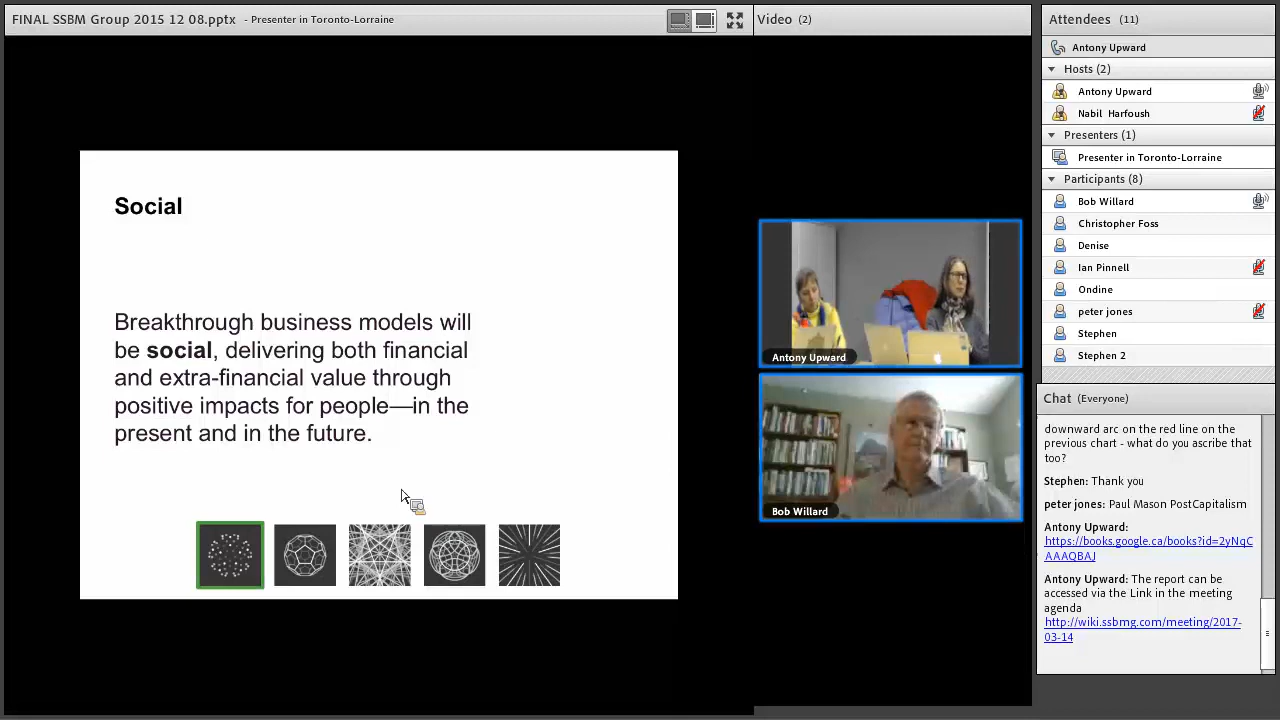 FINAL SSBM Group 2015 12 08.pptx - Presenter in Toronto-Lorraine
Social
Breakthrough business models will
be social, delivering both financial
and extra-financial value through
positive impacts for people—in the
present and in the future.
Video (2)
Antony Upward
Bob Willard
Attendees (11)
Antony Upward
Hosts (2)
Antony Upward
Nabil Harfoush
Presenters (1)
Presenter in Toronto-Lorraine
Participants (8)
Bob Willard
Christopher Foss
Denise
Ian Pinnell
Ondine
peter jones
Stephen
Stephen 2
Chat (Everyone)
downward arc on the red line on the
previous chart - what do you ascribe that
too?
Stephen: Thank you
peter jones: Paul Mason PostCapitalism
Antony Upward:
https://books.google.ca/books?id=2yNqC
AAAQBAJ
Antony Upward: The report can be
accessed via the Link in the meeting
agenda
http://wiki.ssbmg.com/meeting/2017-
03-14